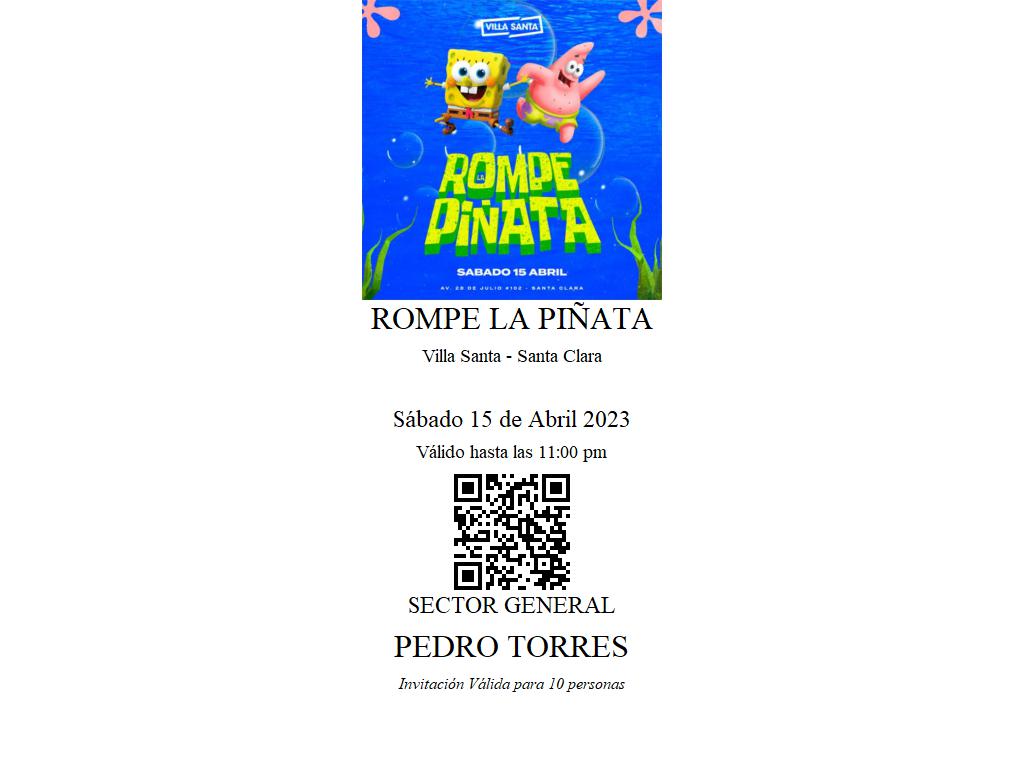 VILLA SANTA
ROMPE
LA
PIÑATA
SABADO 15 ABRIL
AV. 28 DE JULIO #102 - SANTA CLARA
ROMPE LA PIÑATA
Villa Santa - Santa Clara
Sábado 15 de Abril 2023
Válido hasta las 11:00 pm
SECTOR GENERAL
PEDRO TORRES
Invitación Válida para 10 personas